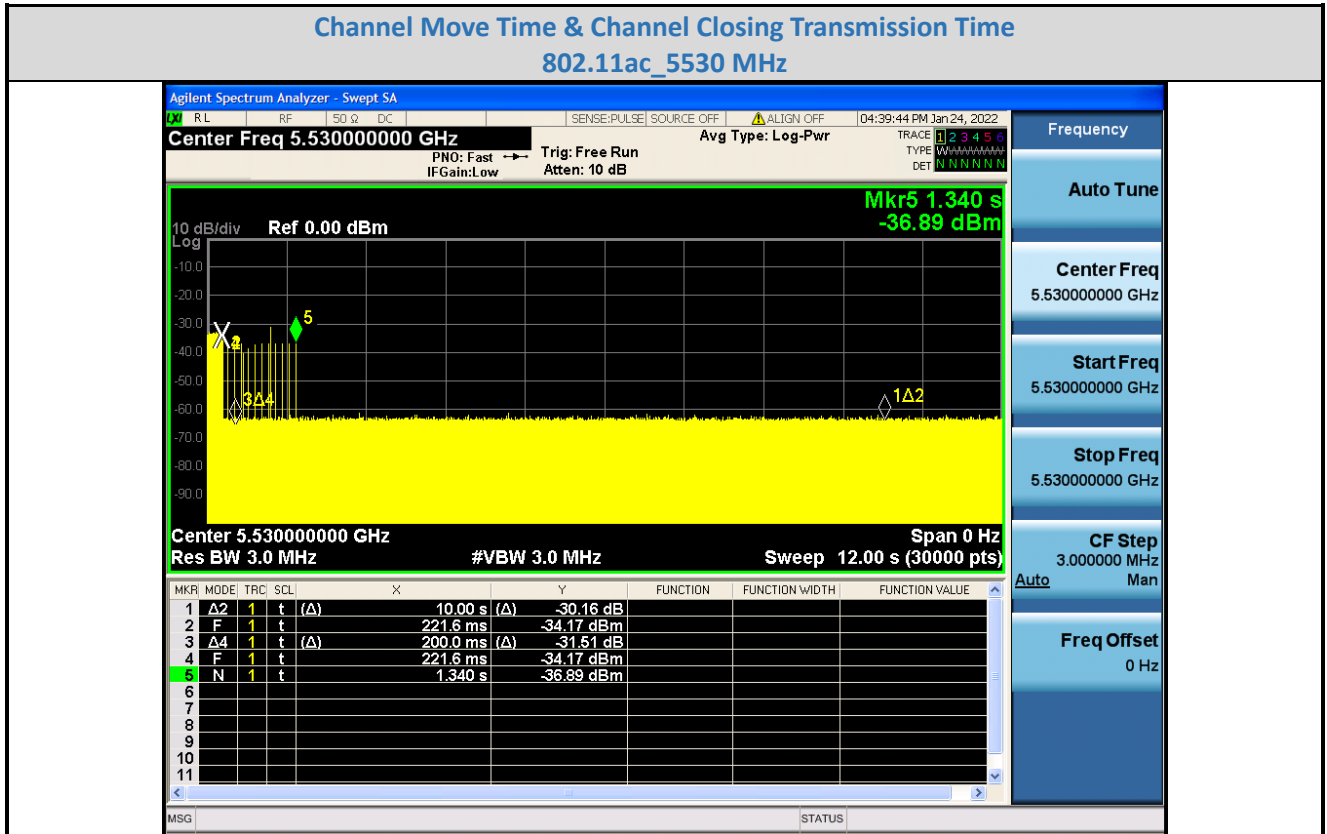 Channel Move Time & Channel Closing Transmission Time
802.11ac_5530 MHz
Agilent Spectrum Analyzer - Swept SA
LXI RL RF 50 Ω DC SENSE:PULSE SOURCE OFF ALIGN OFF 04:39:44 PM Jan 24, 2022
Center Freq 5.530000000 GHz
PNO: Fast
IFGain:Low
Trig: Free Run
Atten: 10 dB
Avg Type: Log-Pwr
TRACE 1 2 3 4 5 6
TYPE WWWWWWW
DET N N N N N N
Mkr5 1.340 s
-36.89 dBm
10 dB/div Ref 0.00 dBm
Log
-10.0
-20.0
-30.0
-40.0
-50.0
-60.0
-70.0
-80.0
-90.0
5
3Δ4
1Δ2
Center 5.530000000 GHz Span 0 Hz
Res BW 3.0 MHz #VBW 3.0 MHz Sweep 12.00 s (30000 pts)
MKR MODE TRC SCL X Y FUNCTION FUNCTION WIDTH FUNCTION VALUE
1 Δ2 1 t (Δ) 10.00 s (Δ) -30.16 dB
2 F 1 t 221.6 ms -34.17 dBm
3 Δ4 1 t (Δ) 200.0 ms (Δ) -31.51 dB
4 F 1 t 221.6 ms -34.17 dBm
5 N 1 t 1.340 s -36.89 dBm
6
7
8
9
10
11
MSG STATUS
Frequency
Auto Tune
Center Freq
5.530000000 GHz
Start Freq
5.530000000 GHz
Stop Freq
5.530000000 GHz
CF Step
3.000000 MHz
Auto Man
Freq Offset
0 Hz